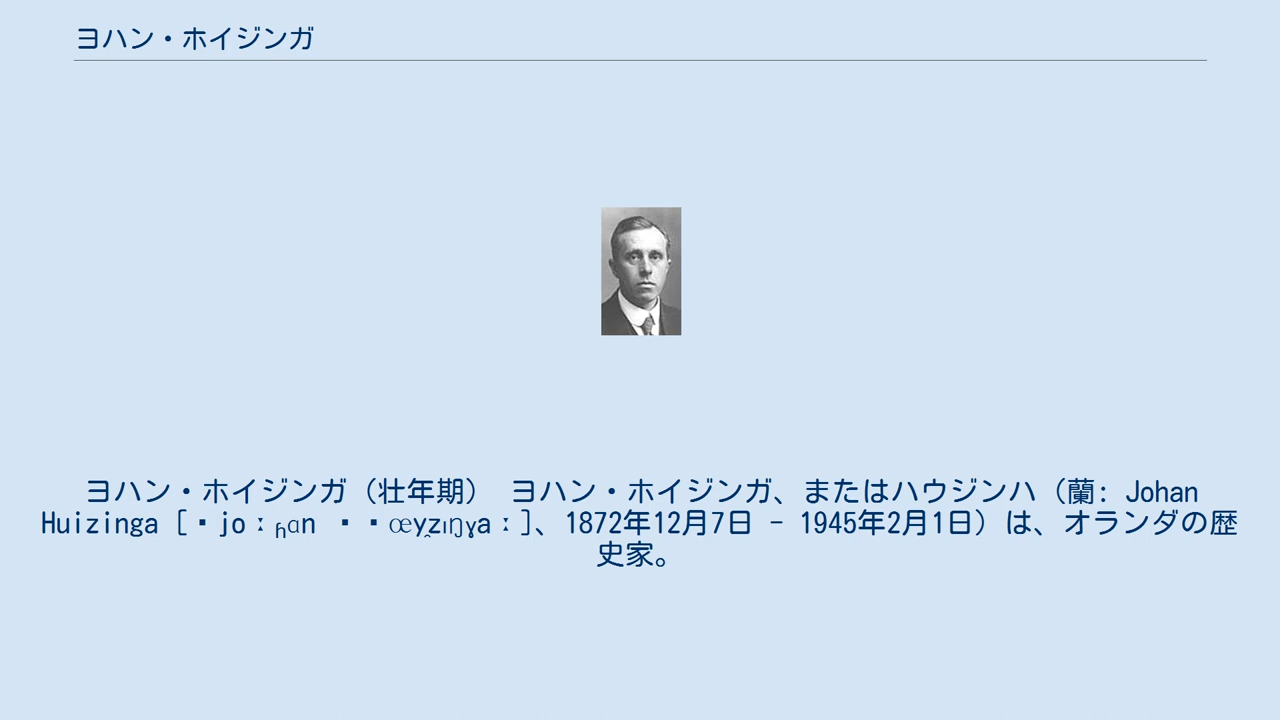 ヨハン・ホイジンガ
ヨハン・ホイジンガ（壮年期） ヨハン・ホイジンガ、またはハウジンハ（蘭: Johan
Huizinga [ˈjoːɦɑn ˈɦœy̯zɪŋɣaː]、1872年12月7日 - 1945年2月1日）は、オランダの歴
史家。